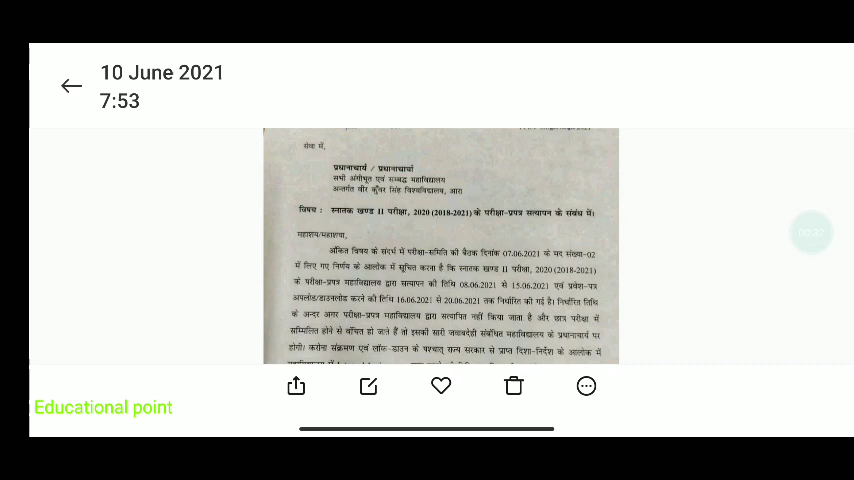 10 June 2021
7:53
सेवा में,
प्रधानाचार्य / प्रधानाचार्या
सभी अंगीभूत एवं सम्बद्ध महाविद्यालय
अन्तर्गत वीर कुँवर सिंह विश्वविद्यालय, आरा
विषय : स्नातक खण्ड II परीक्षा, 2020 (2018-2021) के परीक्षा-प्रपत्र सत्यापन के संबंध में।
महाशय/महाशया,
अंकित विषय के संदर्भ में परीक्षा-समिति की बैठक दिनांक 07.06.2021 के मद संख्या-02
में लिए गए निर्णय के आलोक में सूचित करना है कि स्नातक खण्ड II परीक्षा, 2020 (2018-2021)
के परीक्षा-प्रपत्र महाविद्यालय द्वारा सत्यापन की तिथि 08.06.2021 से 15.06.2021 एवं प्रवेश-पत्र
अपलोड/डाउनलोड करने की तिथि 16.06.2021 से 20.06.2021 तक निर्धारित की गई है। निर्धारित तिथि
के अन्दर अगर परीक्षा-प्रपत्र महाविद्यालय द्वारा सत्यापित नहीं किया जाता है और छात्र परीक्षा में
सम्मिलित होने से वंचित हो जाते हैं तो इसकी सारी जवाबदेही संबंधित महाविद्यालय के प्रधानाचार्य पर
होगी। करोना संक्रमण एवं लॉक-डाउन के पश्चात् राज्य सरकार से प्राप्त दिशा-निर्देश के आलोक में
00:32
Educational point